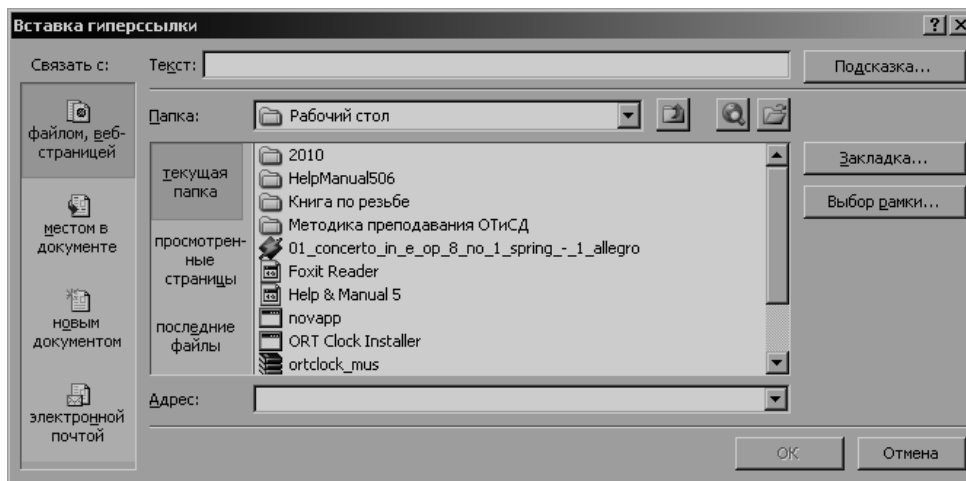 Вставка гиперссылки
Связать с:
Текст:
Подсказка...
файлом, веб-
страницей
местом в
документе
новым
документом
электронной
почтой
Папка:
Рабочий стол
текущая
папка
просмотрен-
ные
страницы
последние
файлы
2010
HelpManual506
Книга по резьбе
Методика преподавания ОТиСД
01_concerto_in_e_op_8_no_1_spring_-_1_allegro
Foxit Reader
Help & Manual 5
novapp
ORT Clock Installer
ortclock_mus
Закладка...
Выбор рамки...
Адрес:
ОК
Отмена